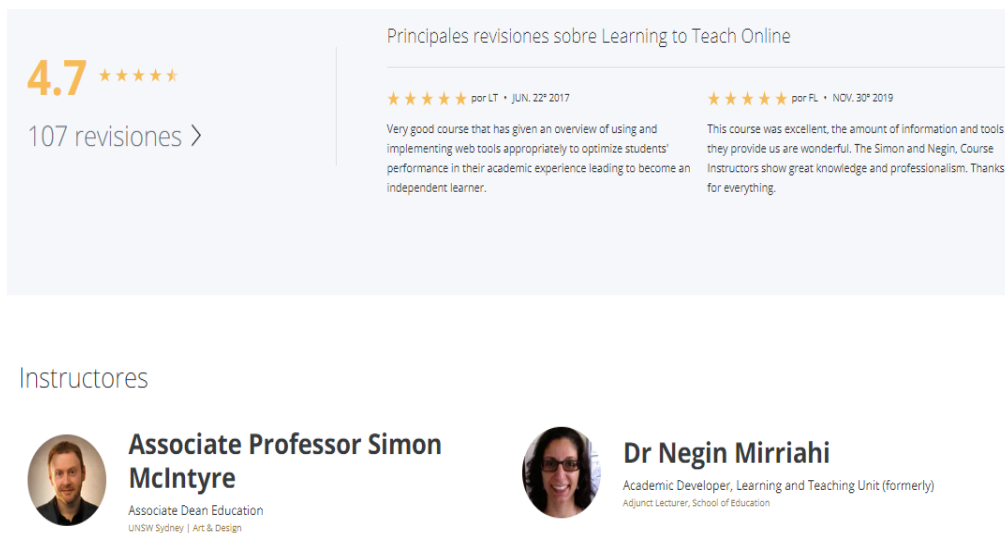 4.7
107 revisiones >
Principales revisiones sobre Learning to Teach Online
por LT • JUN. 22º 2017
Very good course that has given an overview of using and
implementing web tools appropriately to optimize students'
performance in their academic experience leading to become an
independent learner.
por FL • NOV. 30º 2019
This course was excellent, the amount of information and tools
they provide us are wonderful. The Simon and Negin, Course
Instructors show great knowledge and professionalism. Thanks
for everything.
Instructores
Associate Professor Simon
McIntyre
Associate Dean Education
UNSW Sydney | Art & Design
Dr Negin Mirriahi
Academic Developer, Learning and Teaching Unit (formerly)
Adjunct Lecturer, School of Education